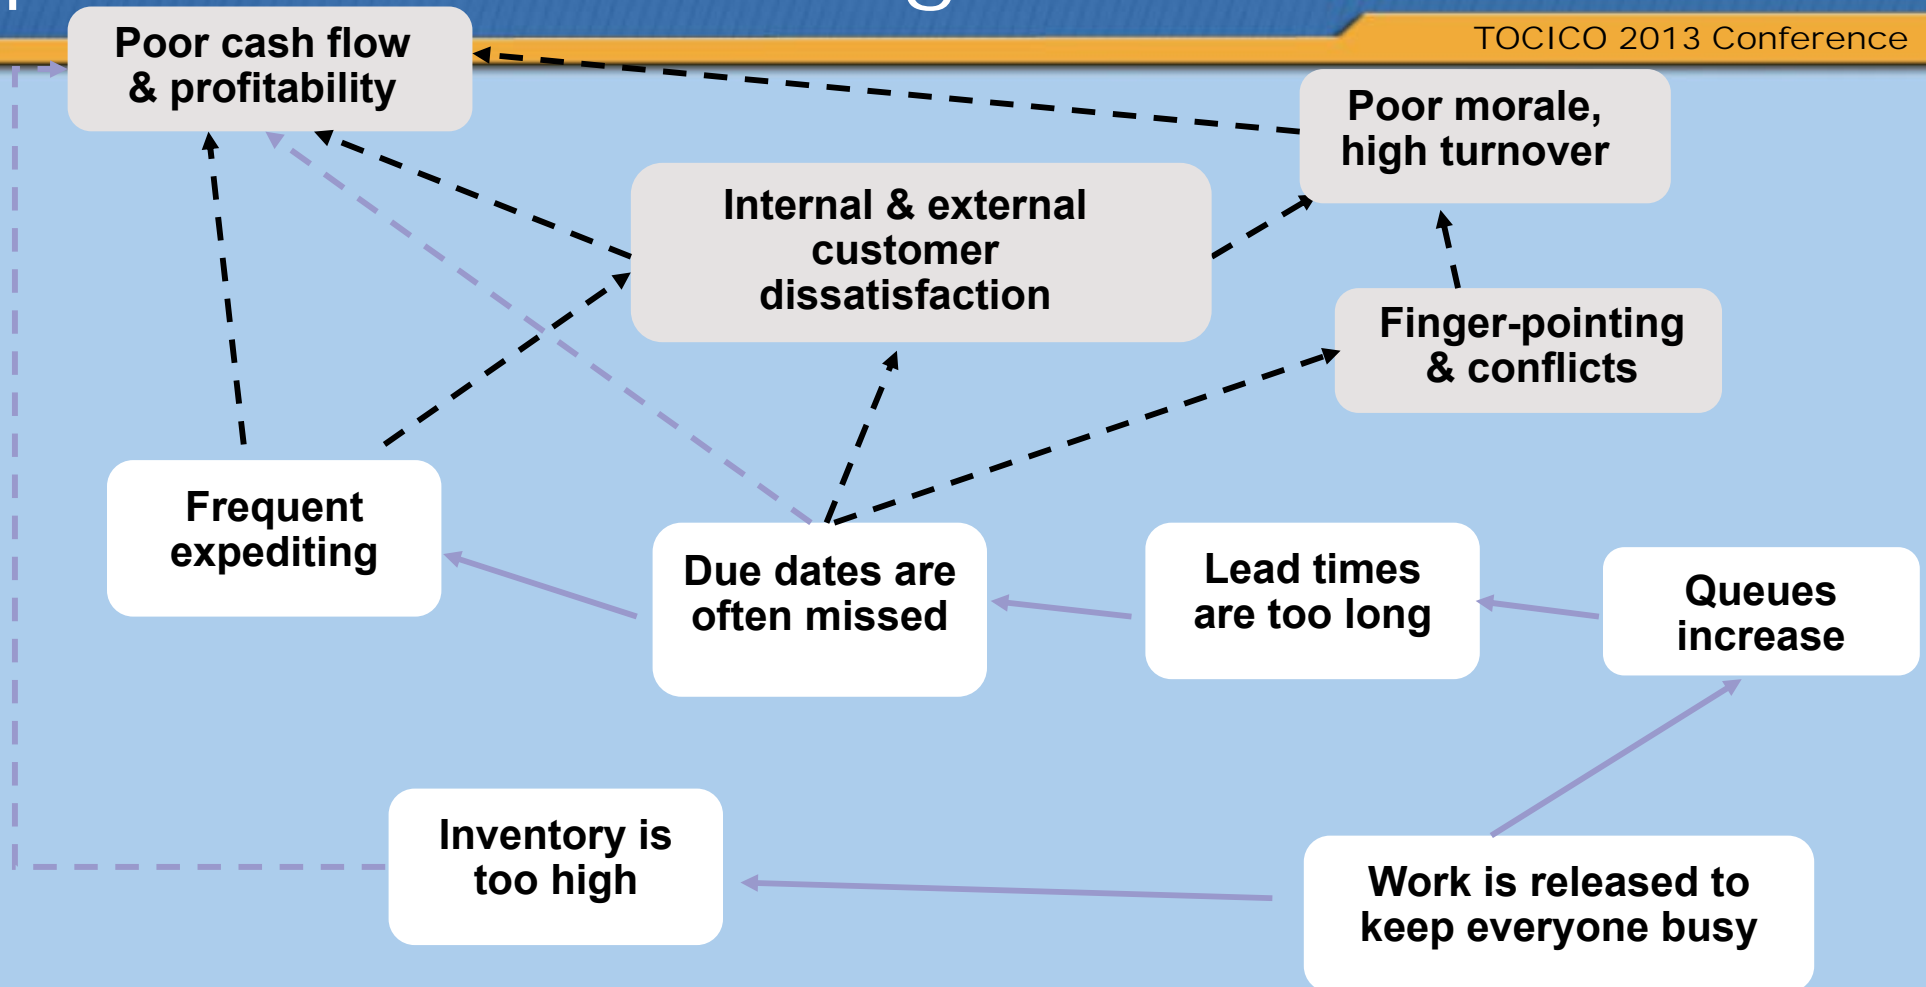 TOCICO 2013 Conference
Poor cash flow
& profitability
Poor morale,
high turnover
Internal & external
customer
dissatisfaction
Finger-pointing
& conflicts
Frequent
expediting
Due dates are
often missed
Lead times
are too long
Queues
increase
Inventory is
too high
Work is released to
keep everyone busy